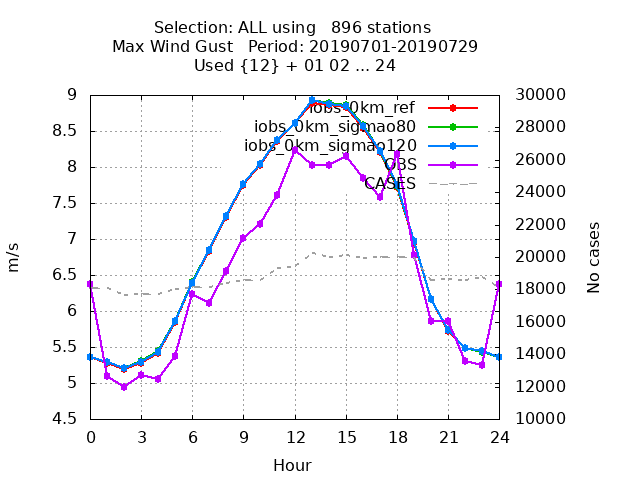 Selection: ALL using   896 stations
Max Wind Gust   Period: 20190701-20190729
Used {12} + 01 02 ... 24
iobs_0km_ref
iobs_0km_sigmao80
iobs_0km_sigmao120
OBS
CASES
9
8.5
8
7.5
7
6.5
6
5.5
5
4.5
m/s
30000
28000
26000
24000
22000
20000
18000
16000
14000
12000
10000
No cases
0 3 6 9 12 15 18 21 24
Hour